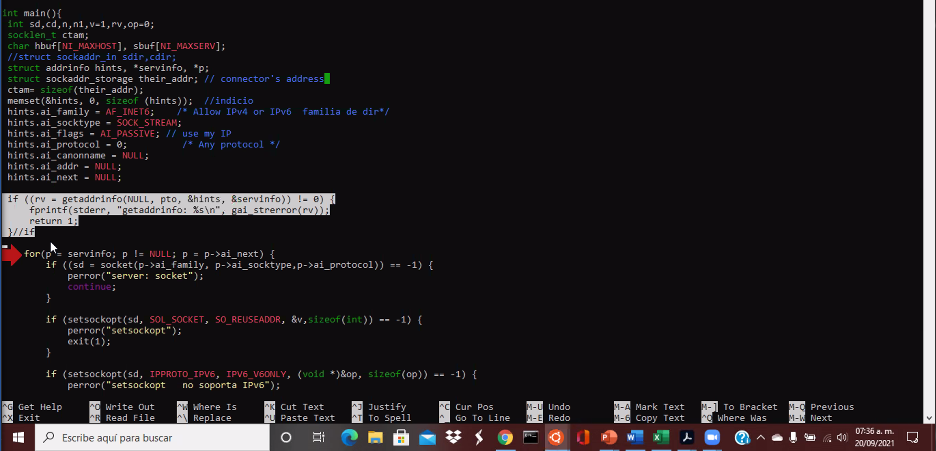 int main(){
 int sd,cd,n,n1,v=1,rv,op=0;
 socklen_t ctam;
 char hbuf[NI_MAXHOST], sbuf[NI_MAXSERV];
 //struct sockaddr_in sdir,cdir;
 struct addrinfo hints, *servinfo, *p;
 struct sockaddr_storage their_addr; // connector's address
 ctam= sizeof(their_addr);
 memset(&hints, 0, sizeof (hints));  //indicio
 hints.ai_family = AF_INET6;    /* Allow IPv4 or IPv6  familia de dir*/
 hints.ai_socktype = SOCK_STREAM;
 hints.ai_flags = AI_PASSIVE; // use my IP
 hints.ai_protocol = 0;          /* Any protocol */
 hints.ai_canonname = NULL;
 hints.ai_addr = NULL;
 hints.ai_next = NULL;
 if ((rv = getaddrinfo(NULL, pto, &hints, &servinfo)) != 0) {
     fprintf(stderr, "getaddrinfo: %s\n", gai_strerror(rv));
     return 1;
 }//if
    for(p = servinfo; p != NULL; p = p->ai_next) {
        if ((sd = socket(p->ai_family, p->ai_socktype,p->ai_protocol)) == -1) {
            perror("server: socket");
            continue;
        }
        if (setsockopt(sd, SOL_SOCKET, SO_REUSEADDR, &v,sizeof(int)) == -1) {
            perror("setsockopt");
            exit(1);
        }
        if (setsockopt(sd, IPPROTO_IPV6, IPV6_V6ONLY, (void *)&op, sizeof(op)) == -1) {
            perror("setsockopt   no soporta IPv6");
^G Get Help ^O Write Out ^W Where Is ^K Cut Text ^J Justify ^C Cur Pos M-U Undo M-A Mark Text M-] To Bracket M-Q Previous
^X Exit ^R Read File ^\ Replace ^U Paste Text ^T To Spell ^_ Go To Line M-E Redo M-6 Copy Text ^Q Where Was M-W Next
Escribe aquí para buscar
07:36 a. m.
20/09/2021